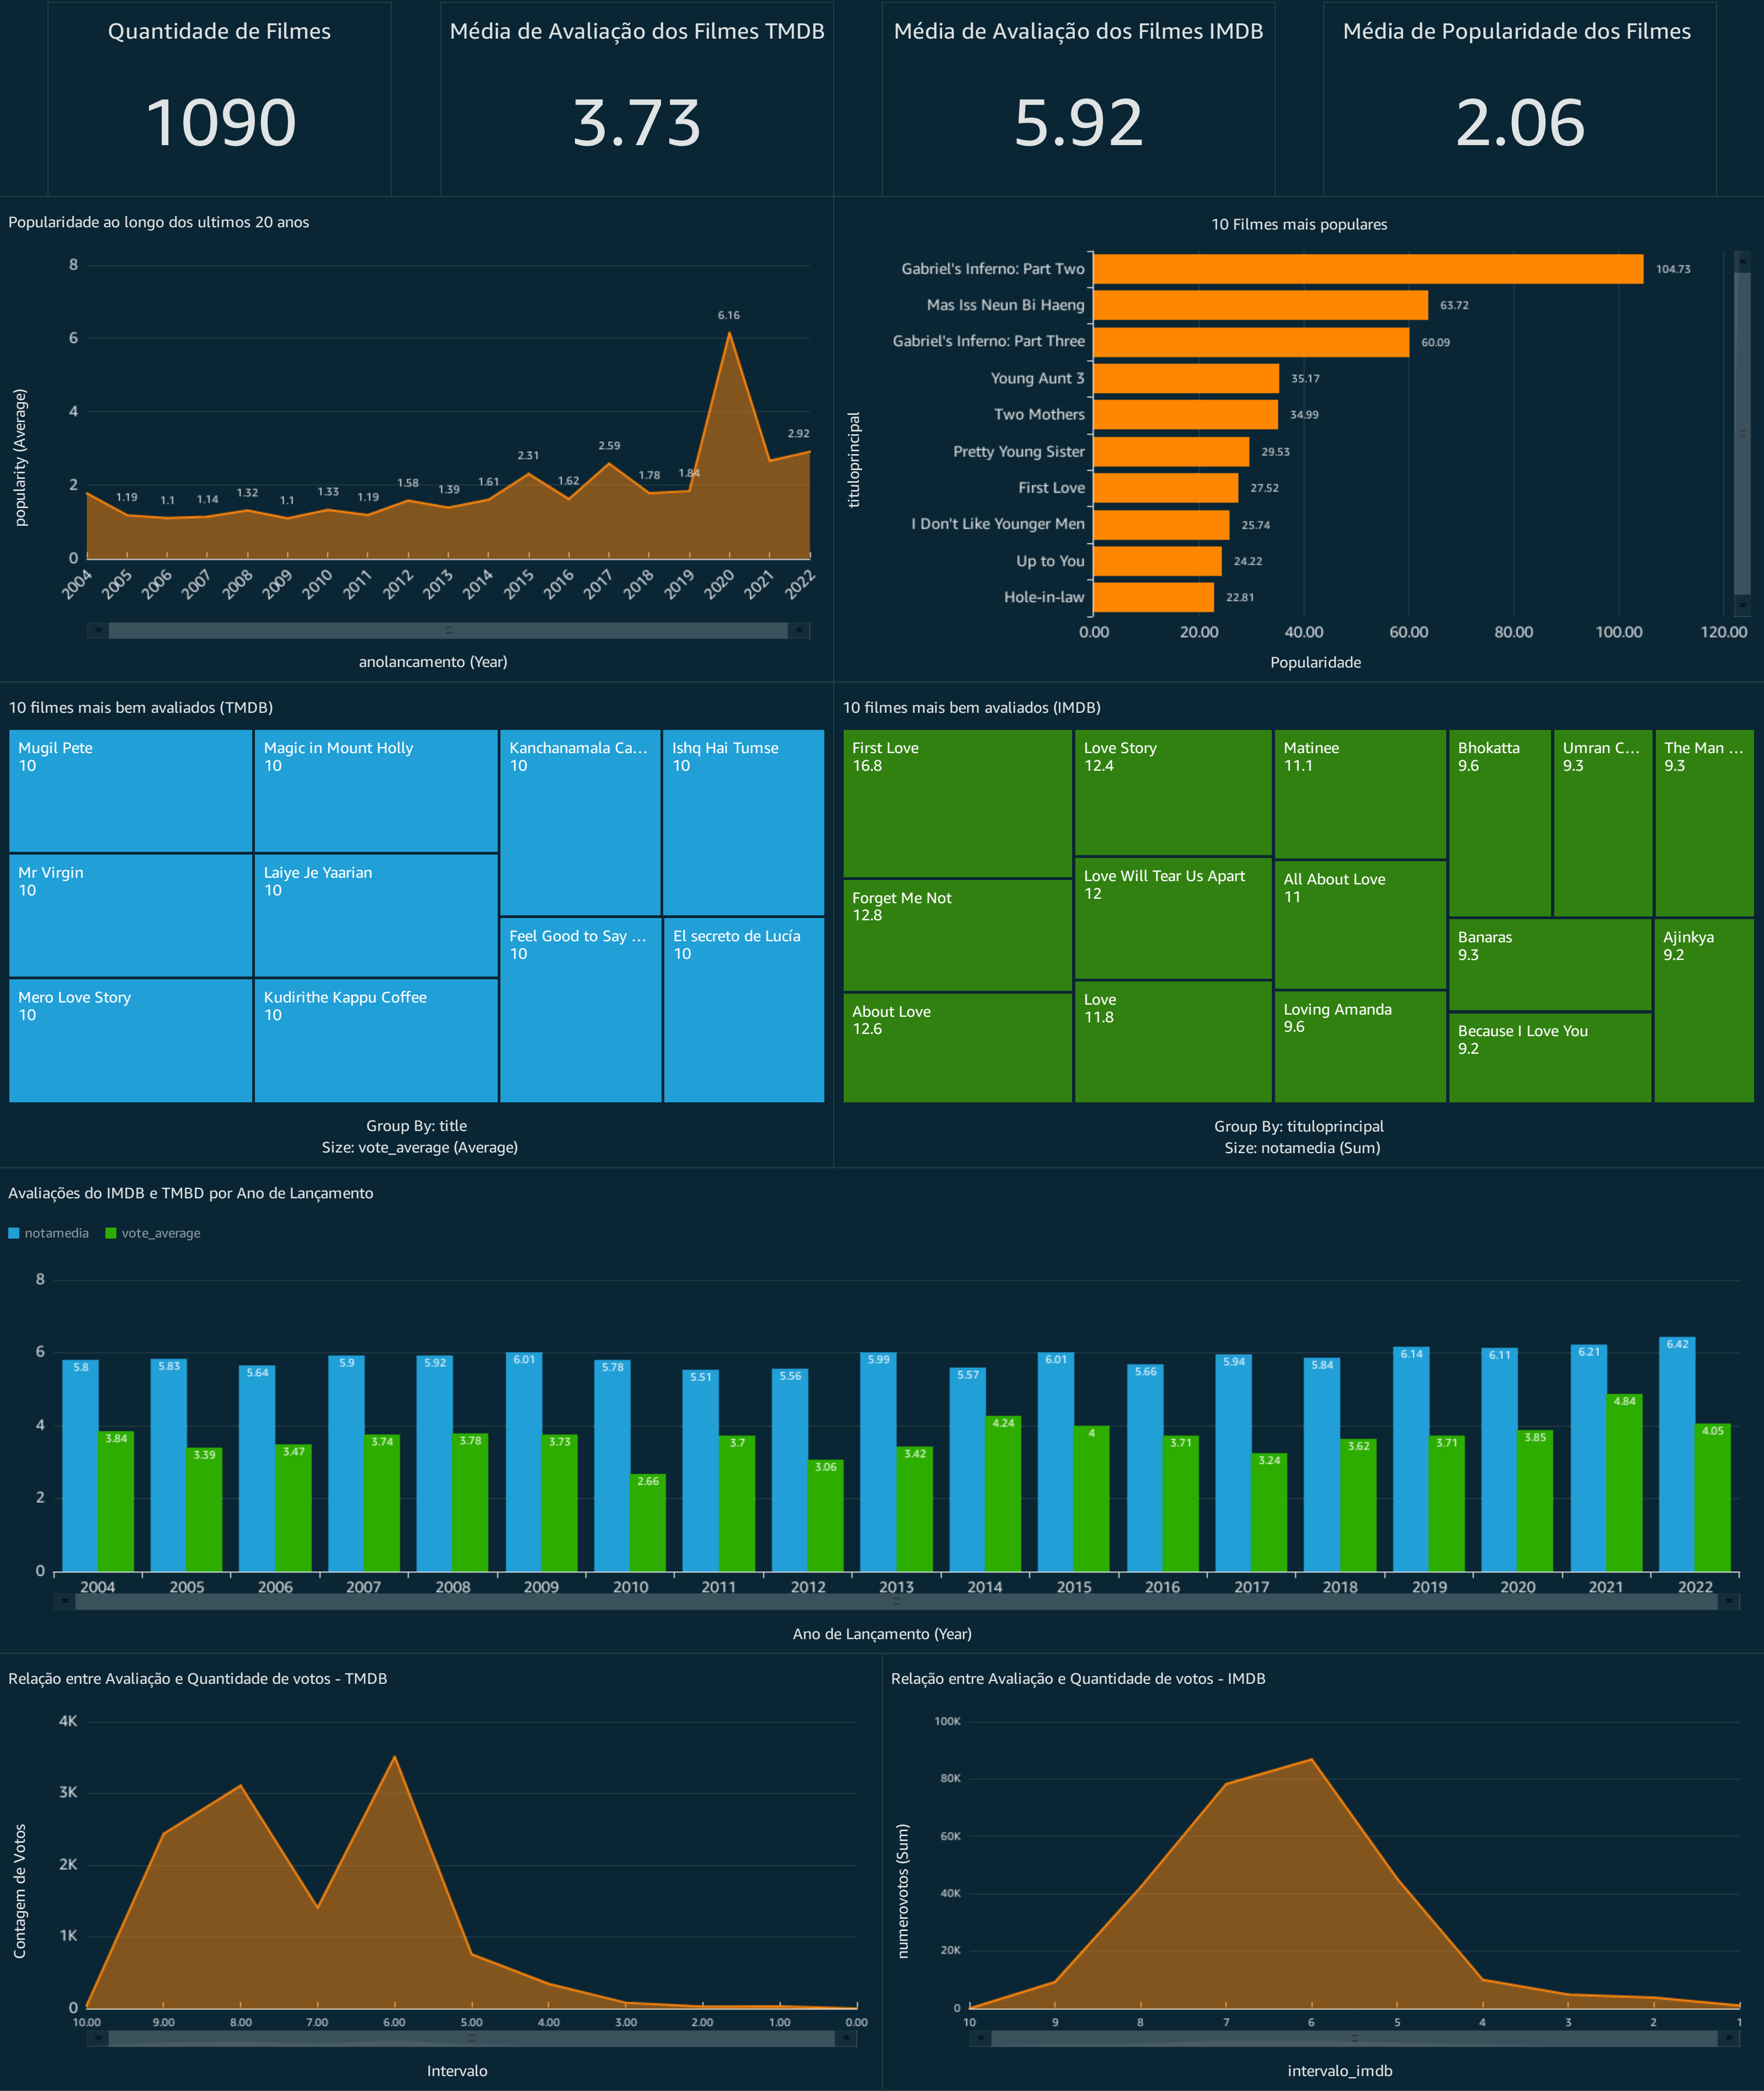 Quantidade de Filmes
1090
Média de Avaliação dos Filmes TMDB
3.73
Média de Avaliação dos Filmes IMDB
5.92
Média de Popularidade dos Filmes
2.06
Popularidade ao longo dos ultimos 20 anos
popularity (Average)
8
6
4
2
0
1.19
1.1
1.14
1.32
1.1
1.33
1.19
1.58
1.39
1.61
2.31
1.62
2.59
1.78
1.84
6.16
2.92
2004
2005
2006
2007
2008
2009
2010
2011
2012
2013
2014
2015
2016
2017
2018
2019
2020
2021
2022
anolancamento (Year)
10 Filmes mais populares
tituloprincipal
Gabriel's Inferno: Part Two 104.73
Mas Iss Neun Bi Haeng 63.72
Gabriel's Inferno: Part Three 60.09
Young Aunt 3 35.17
Two Mothers 34.99
Pretty Young Sister 29.53
First Love 27.52
I Don't Like Younger Men 25.74
Up to You 24.22
Hole-in-law 22.81
0.00 20.00 40.00 60.00 80.00 100.00 120.00
Popularidade
10 filmes mais bem avaliados (TMDB)
Mugil Pete
10
Mr Virgin
10
Mero Love Story
10
Magic in Mount Holly
10
Laiye Je Yaarian
10
Kudirithe Kappu Coffee
10
Kanchanamala Ca...
10
Ishq Hai Tumse
10
Feel Good to Say ...
10
El secreto de Lucía
10
Group By: title
Size: vote_average (Average)
10 filmes mais bem avaliados (IMDB)
First Love
16.8
Forget Me Not
12.8
About Love
12.6
Love Story
12.4
Love Will Tear Us Apart
12
Love
11.8
Matinee
11.1
All About Love
11
Loving Amanda
9.6
Bhokatta
9.6
Umran C...
9.3
The Man ...
9.3
Banaras
9.3
Because I Love You
9.2
Ajinkya
9.2
Group By: tituloprincipal
Size: notamedia (Sum)
Avaliações do IMDB e TMBD por Ano de Lançamento
notamedia vote_average
8
6
4
2
0
5.8 3.84
5.83 3.39
5.64 3.47
5.9 3.74
5.92 3.78
6.01 3.73
5.78 2.66
5.51 3.7
5.56 3.06
5.99 3.42
5.57 4.24
6.01 4
5.66 3.71
5.94 3.24
5.84 3.62
6.14 3.71
6.11 3.85
6.21 4.84
6.42 4.05
2004 2005 2006 2007 2008 2009 2010 2011 2012 2013 2014 2015 2016 2017 2018 2019 2020 2021 2022
Ano de Lançamento (Year)
Relação entre Avaliação e Quantidade de votos - TMDB
Contagem de Votos
4K
3K
2K
1K
0
10.00 9.00 8.00 7.00 6.00 5.00 4.00 3.00 2.00 1.00 0.00
Intervalo
Relação entre Avaliação e Quantidade de votos - IMDB
numerovotos (Sum)
100K
80K
60K
40K
20K
0
10 9 8 7 6 5 4 3 2 1
intervalo_imdb